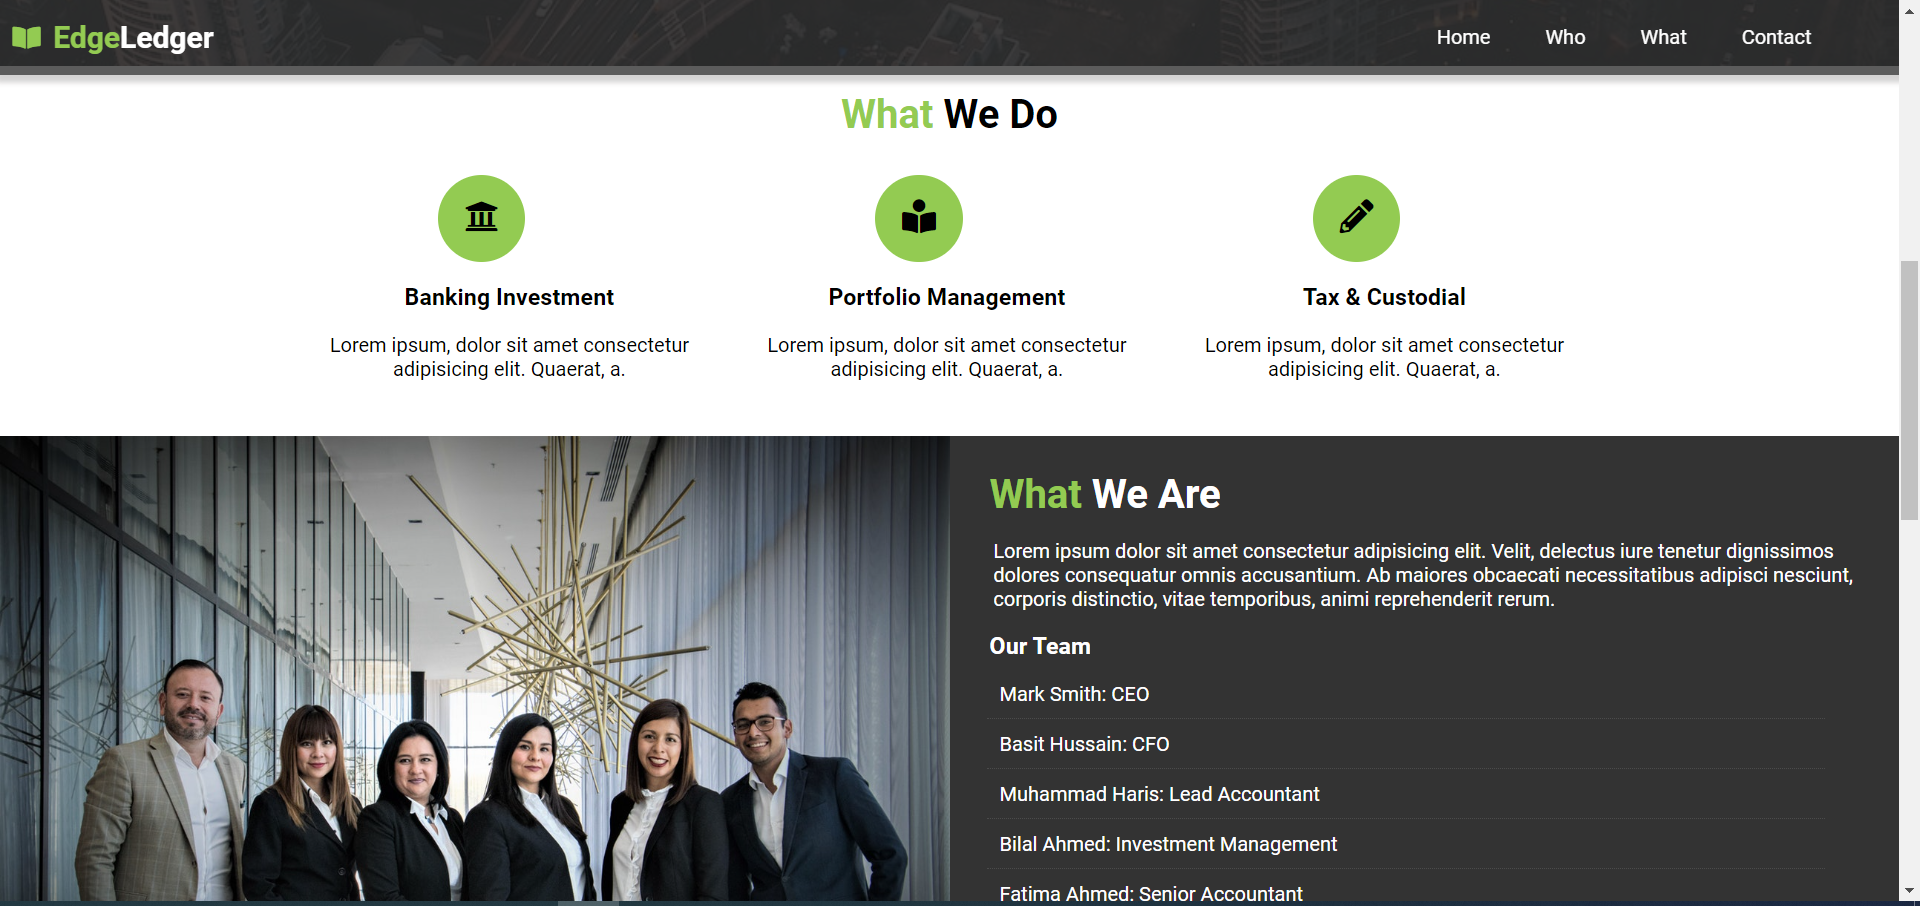 EdgeLedger
Home Who What Contact
What We Do
Banking Investment
Lorem ipsum, dolor sit amet consectetur
adipisicing elit. Quaerat, a.
Portfolio Management
Lorem ipsum, dolor sit amet consectetur
adipisicing elit. Quaerat, a.
Tax & Custodial
Lorem ipsum, dolor sit amet consectetur
adipisicing elit. Quaerat, a.
What We Are
Lorem ipsum dolor sit amet consectetur adipisicing elit. Velit, delectus iure tenetur dignissimos
dolores consequatur omnis accusantium. Ab maiores obcaecati necessitatibus adipisci nesciunt,
corporis distinctio, vitae temporibus, animi reprehenderit rerum.
Our Team
Mark Smith: CEO
Basit Hussain: CFO
Muhammad Haris: Lead Accountant
Bilal Ahmed: Investment Management
Fatima Ahmed: Senior Accountant